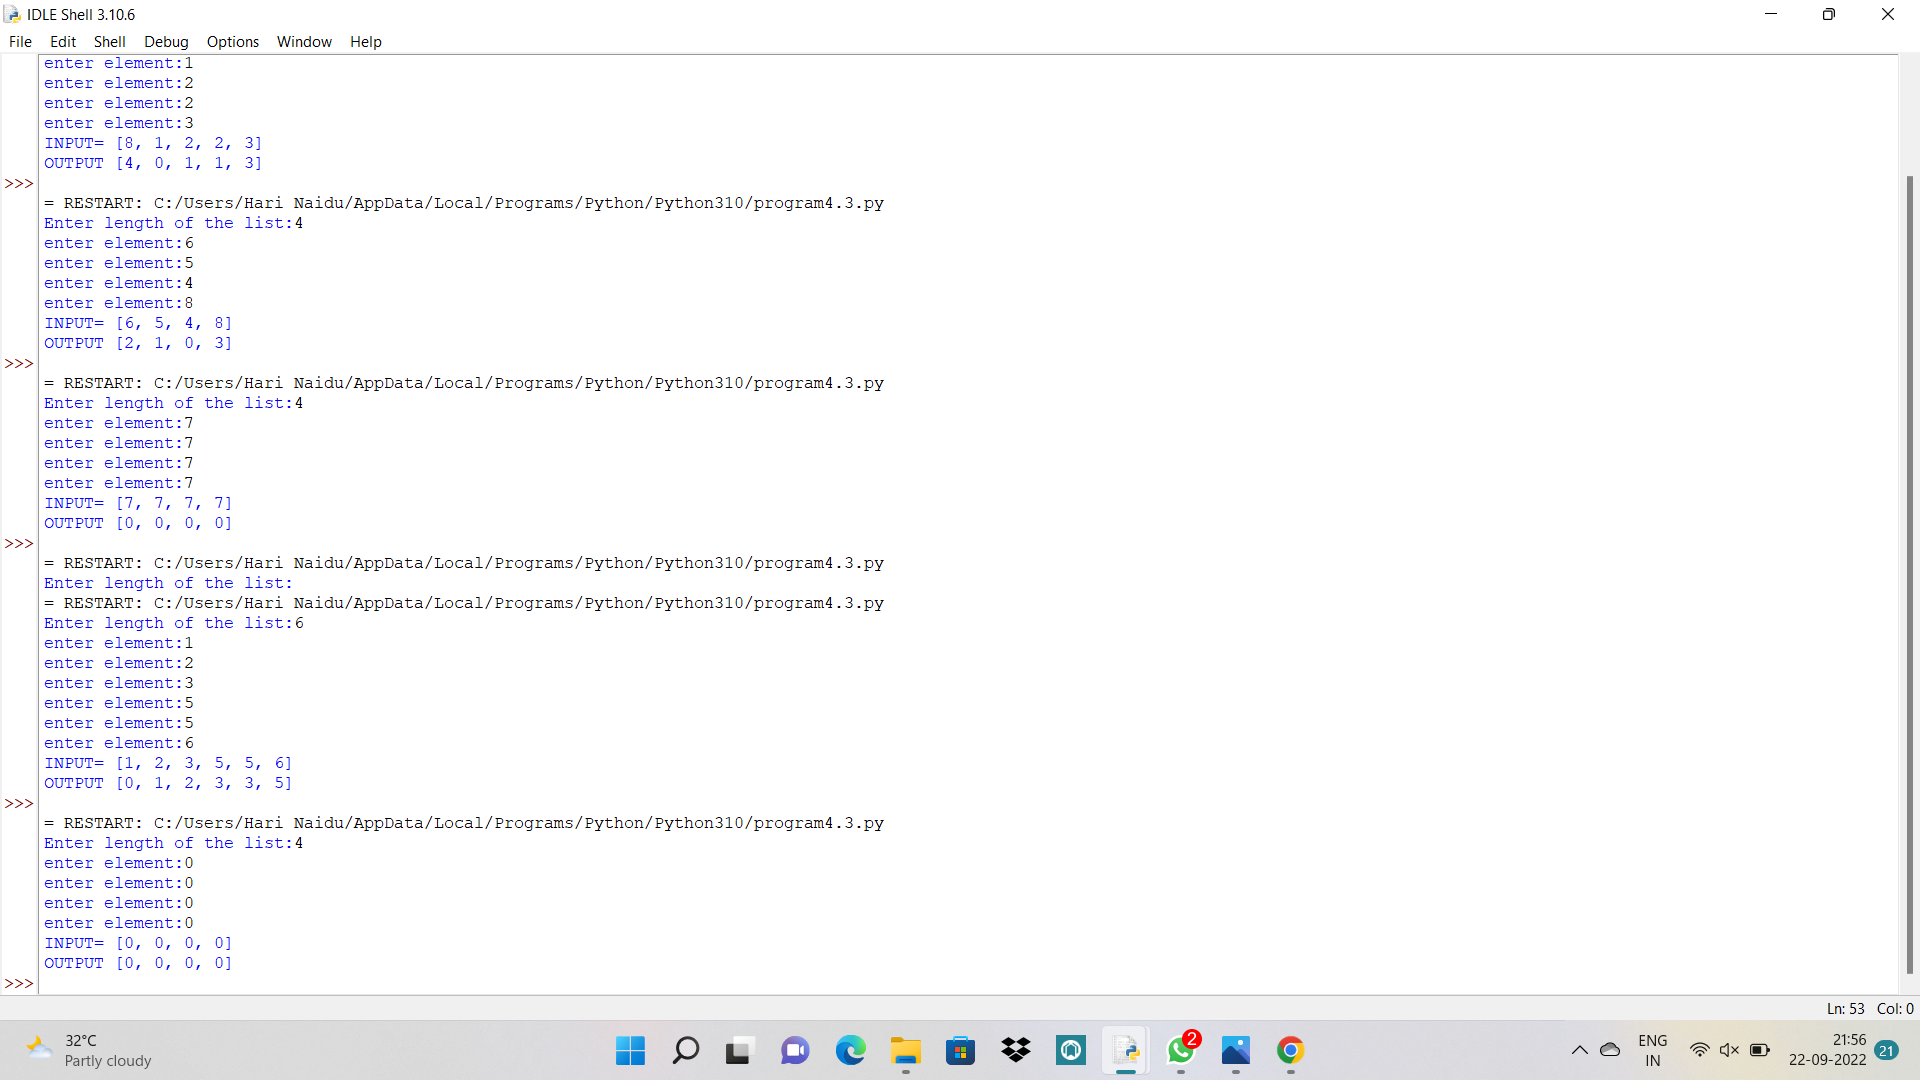 IDLE Shell 3.10.6
File Edit Shell Debug Options Window Help
enter element:1
enter element:2
enter element:2
enter element:3
INPUT= [8, 1, 2, 2, 3]
OUTPUT [4, 0, 1, 1, 3]
>>>
= RESTART: C:/Users/Hari Naidu/AppData/Local/Programs/Python/Python310/program4.3.py
Enter length of the list:4
enter element:6
enter element:5
enter element:4
enter element:8
INPUT= [6, 5, 4, 8]
OUTPUT [2, 1, 0, 3]
>>>
= RESTART: C:/Users/Hari Naidu/AppData/Local/Programs/Python/Python310/program4.3.py
Enter length of the list:4
enter element:7
enter element:7
enter element:7
enter element:7
INPUT= [7, 7, 7, 7]
OUTPUT [0, 0, 0, 0]
>>>
= RESTART: C:/Users/Hari Naidu/AppData/Local/Programs/Python/Python310/program4.3.py
Enter length of the list:
= RESTART: C:/Users/Hari Naidu/AppData/Local/Programs/Python/Python310/program4.3.py
Enter length of the list:6
enter element:1
enter element:2
enter element:3
enter element:5
enter element:5
enter element:6
INPUT= [1, 2, 3, 5, 5, 6]
OUTPUT [0, 1, 2, 3, 3, 5]
>>>
= RESTART: C:/Users/Hari Naidu/AppData/Local/Programs/Python/Python310/program4.3.py
Enter length of the list:4
enter element:0
enter element:0
enter element:0
enter element:0
INPUT= [0, 0, 0, 0]
OUTPUT [0, 0, 0, 0]
>>>
Ln: 53 Col: 0
32°C
Partly cloudy
2
ENG
IN
21:56
22-09-2022
21